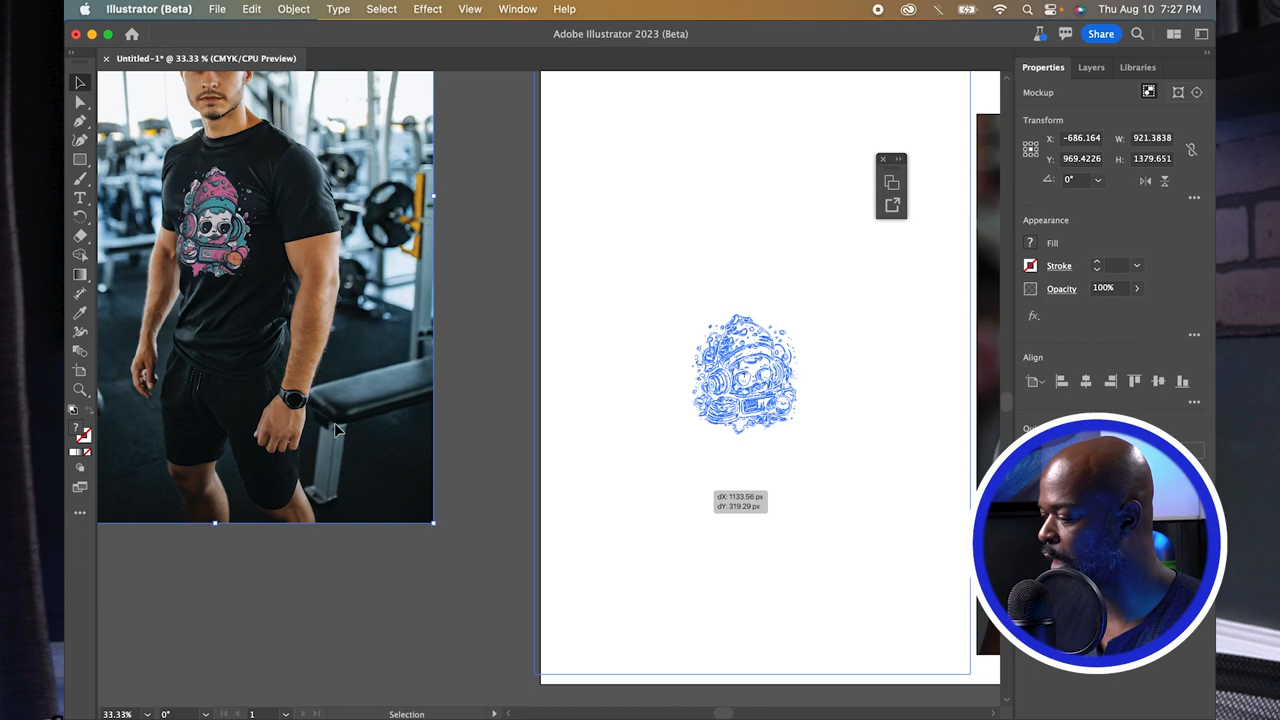 Illustrator (Beta) File Edit Object Type Select Effect View Window Help Thu Aug 10 7:27 PM
Adobe Illustrator 2023 (Beta) Share
× Untitled-1* @ 33.33 % (CMYK/CPU Preview)
Properties Layers Libraries
Mockup
Transform
X: -686.164 W: 921.3838
Y: 969.4226 H: 1379.651
0°
Appearance
? Fill
Stroke
Opacity 100%
fx.
Align
dX: 1133.56 px
dY: 319.29 px
?
33.33% 0° 1 Selection